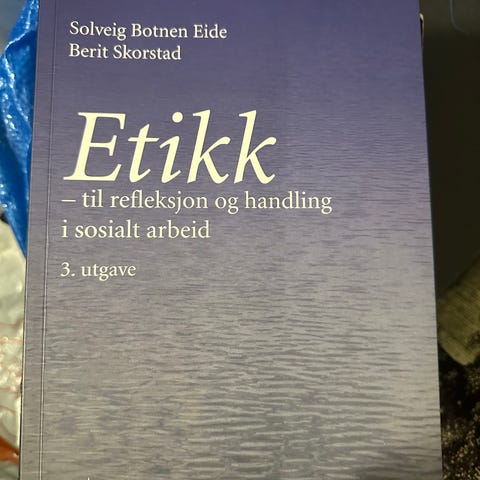 Solveig Botnen Eide
Berit Skorstad
Etikk
– til refleksjon og handling
i sosialt arbeid
3. utgave